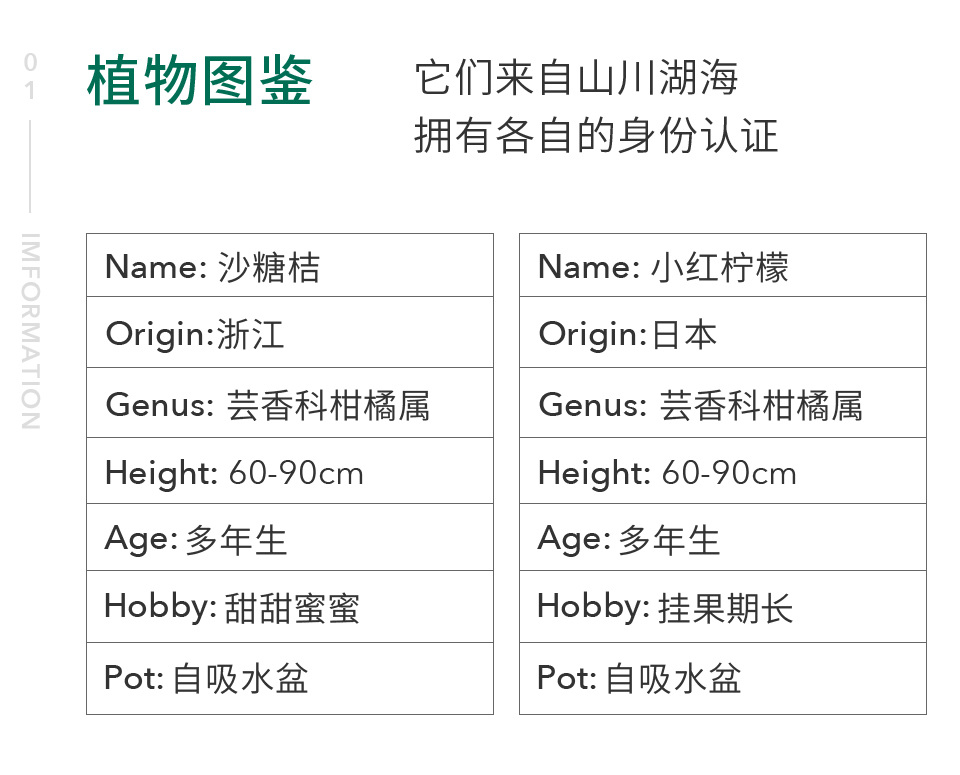 01
IMFORMATION
植物图鉴
它们来自山川湖海
拥有各自的身份认证
Name: 沙糖桔
Origin:浙江
Genus: 芸香科柑橘属
Height: 60-90cm
Age: 多年生
Hobby: 甜甜蜜蜜
Pot: 自吸水盆
Name: 小红柠檬
Origin:日本
Genus: 芸香科柑橘属
Height: 60-90cm
Age: 多年生
Hobby: 挂果期长
Pot: 自吸水盆